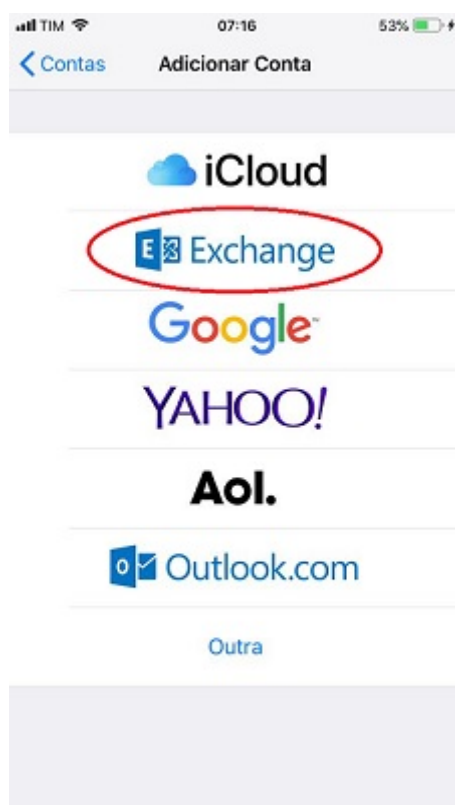 TIM 07:16 53%
Contas Adicionar Conta
iCloud
E Exchange
Google
YAHOO!
Aol.
o Outlook.com
Outra